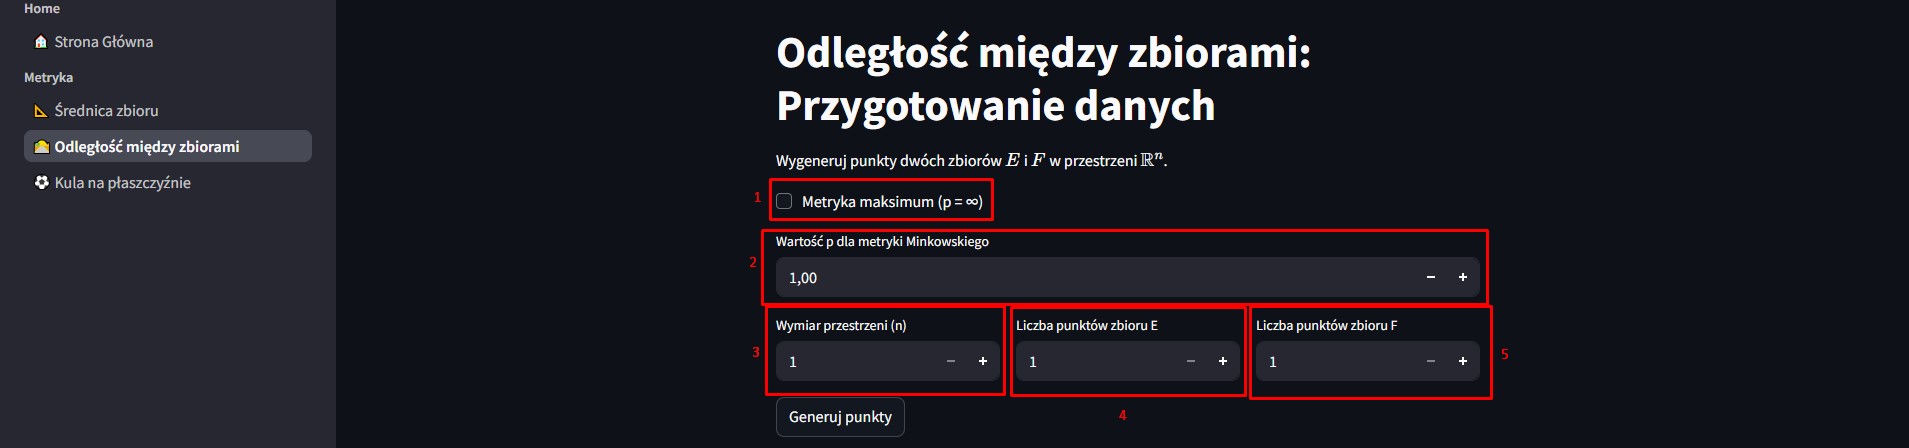 Home
Strona Główna
Metryka
Średnica zbioru
Odległość między zbiorami
Kula na płaszczyźnie
Odległość między zbiorami:
Przygotowanie danych
Wygeneruj punkty dwóch zbiorów E i F w przestrzeni ℝⁿ.
1 Metryka maksimum (p = ∞)
Wartość p dla metryki Minkowskiego
2 1,00 − +
Wymiar przestrzeni (n) Liczba punktów zbioru E Liczba punktów zbioru F
3 1 − + 1 − + 1 − + 5
Generuj punkty 4